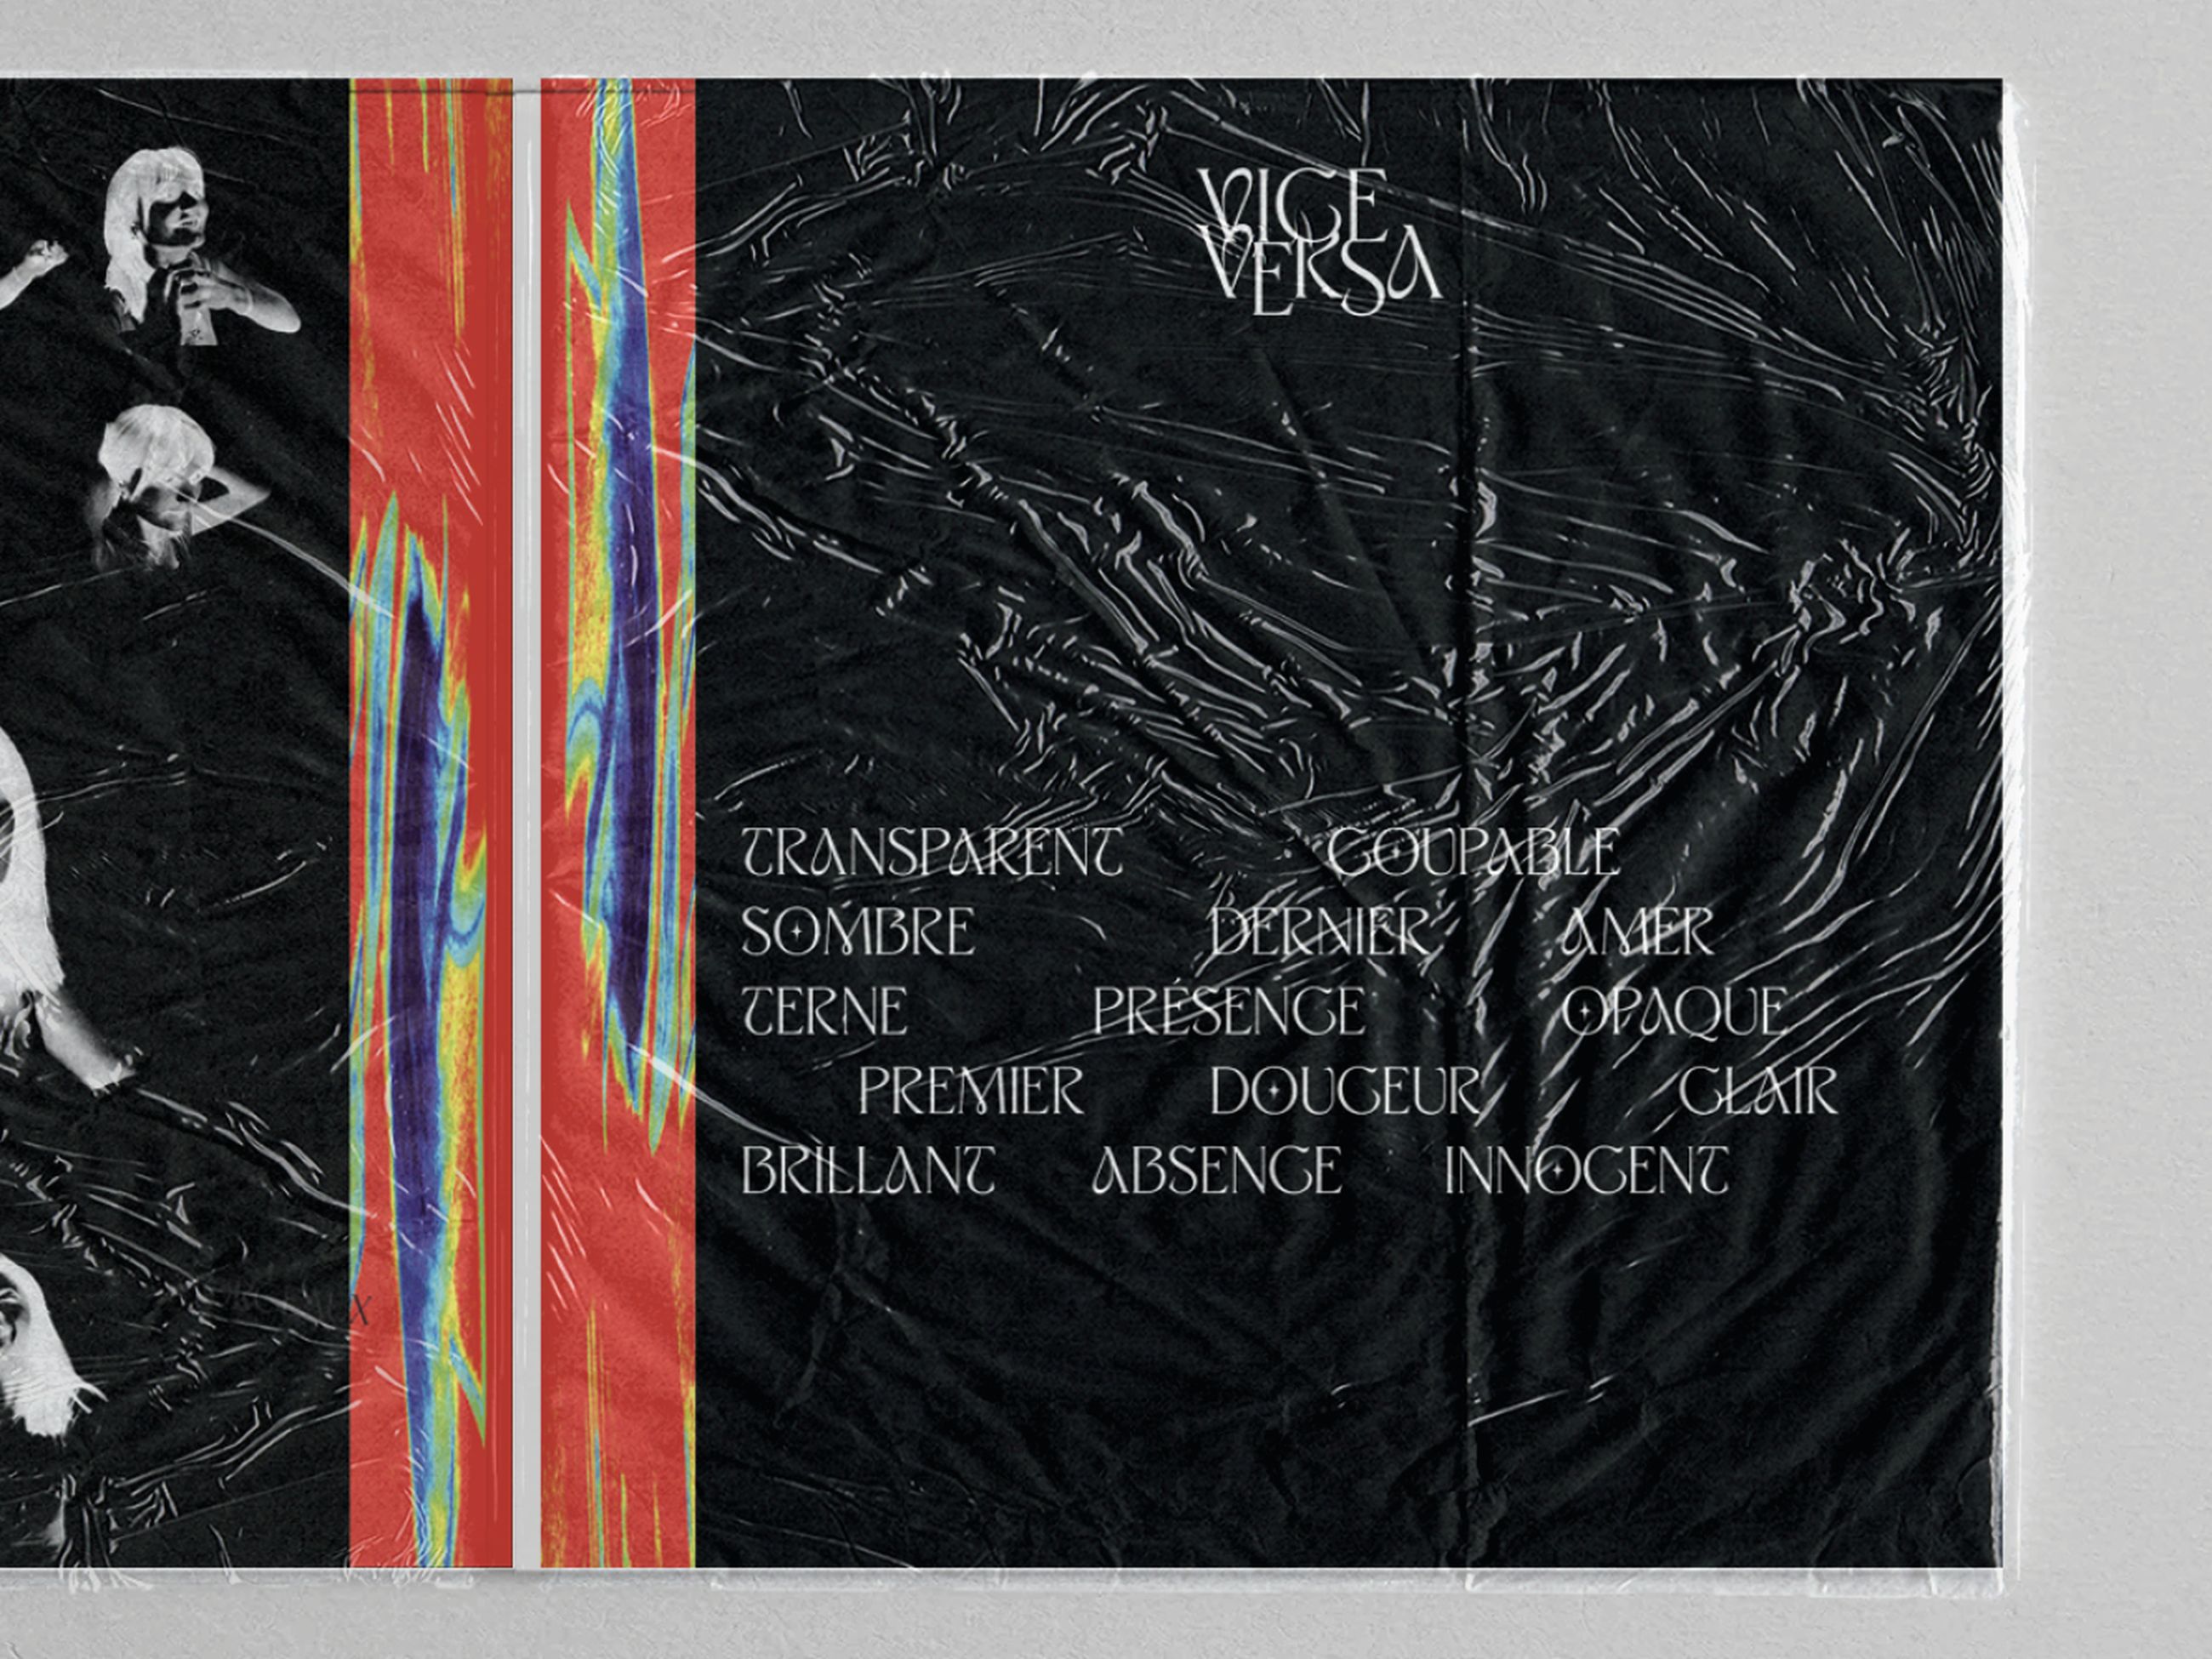 VICE
VERSA
TRANSPARENT COUPABLE
SOMBRE DERNIER AMER
TERNE PRÉSENCE OPAQUE
PREMIER DOUCEUR CLAIR
BRILLANT ABSENCE INNOCENT